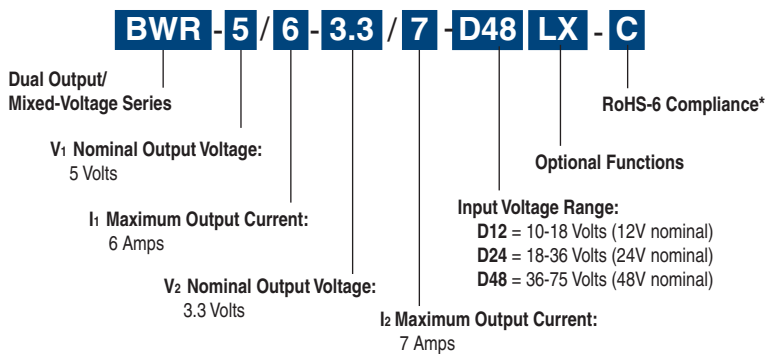 BWR - 5 / 6 - 3.3 / 7 - D48 LX - C
Dual Output/
Mixed-Voltage Series
RoHS-6 Compliance*
V1 Nominal Output Voltage:
5 Volts
Optional Functions
I1 Maximum Output Current:
6 Amps
Input Voltage Range:
D12 = 10-18 Volts (12V nominal)
D24 = 18-36 Volts (24V nominal)
D48 = 36-75 Volts (48V nominal)
V2 Nominal Output Voltage:
3.3 Volts
I2 Maximum Output Current:
7 Amps